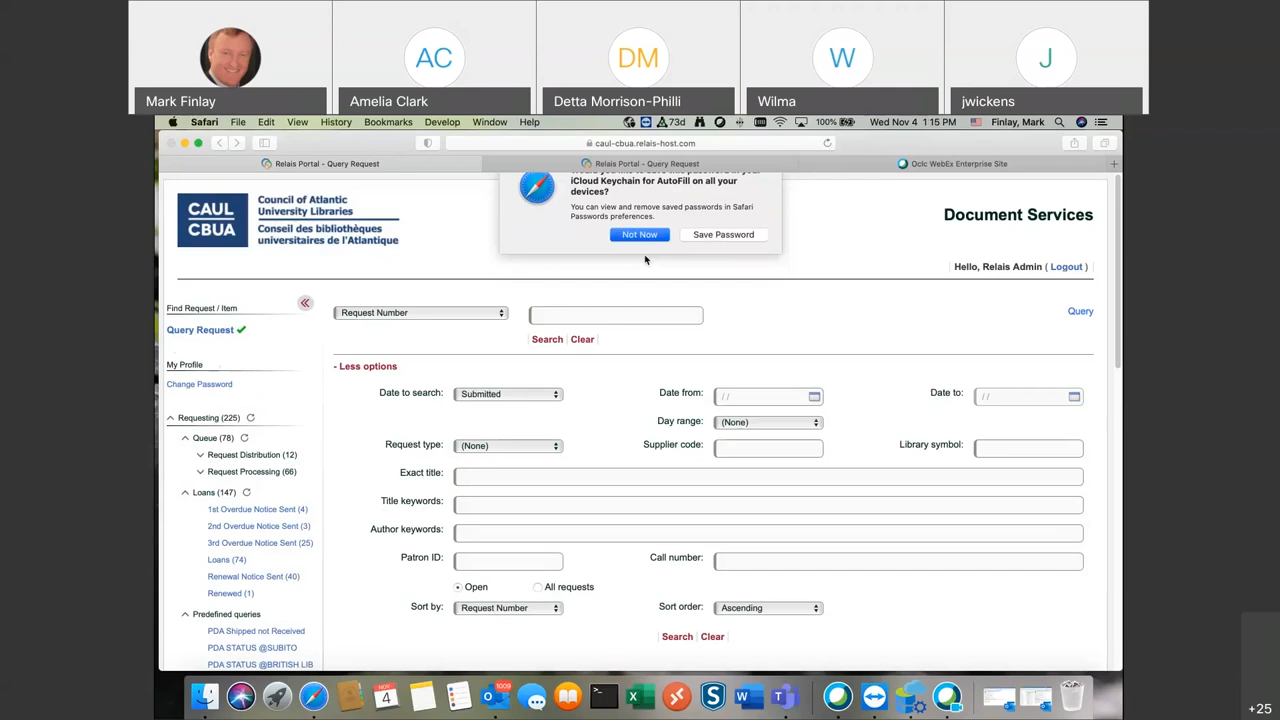 AC
DM
W
J
Mark Finlay
Amelia Clark
Detta Morrison-Philli
Wilma
jwickens
Safari File Edit View History Bookmarks Develop Window Help
73d 100% Wed Nov 4 1:15 PM Finlay, Mark
caul-cbua.relais-host.com
Relais Portal - Query Request
Relais Portal - Query Request
Oclc WebEx Enterprise Site
iCloud Keychain for AutoFill on all your
devices?
You can view and remove saved passwords in Safari
Passwords preferences.
Not Now
Save Password
CAUL
CBUA
Council of Atlantic
University Libraries
Conseil des bibliothèques
universitaires de l'Atlantique
Document Services
Hello, Relais Admin ( Logout )
Find Request / Item
Query Request
My Profile
Change Password
Requesting (225)
Queue (78)
Request Distribution (12)
Request Processing (66)
Loans (147)
1st Overdue Notice Sent (4)
2nd Overdue Notice Sent (3)
3rd Overdue Notice Sent (25)
Loans (74)
Renewal Notice Sent (40)
Renewed (1)
Predefined queries
PDA Shipped not Received
PDA STATUS @SUBITO
PDA STATUS @BRITISH LIB
Request Number
Query
Search Clear
- Less options
Date to search: Submitted Date from: / / Date to: / /
Day range: (None)
Request type: (None) Supplier code: Library symbol:
Exact title:
Title keywords:
Author keywords:
Patron ID: Call number:
Open All requests
Sort by: Request Number Sort order: Ascending
Search Clear
NOV
4
1009
+25